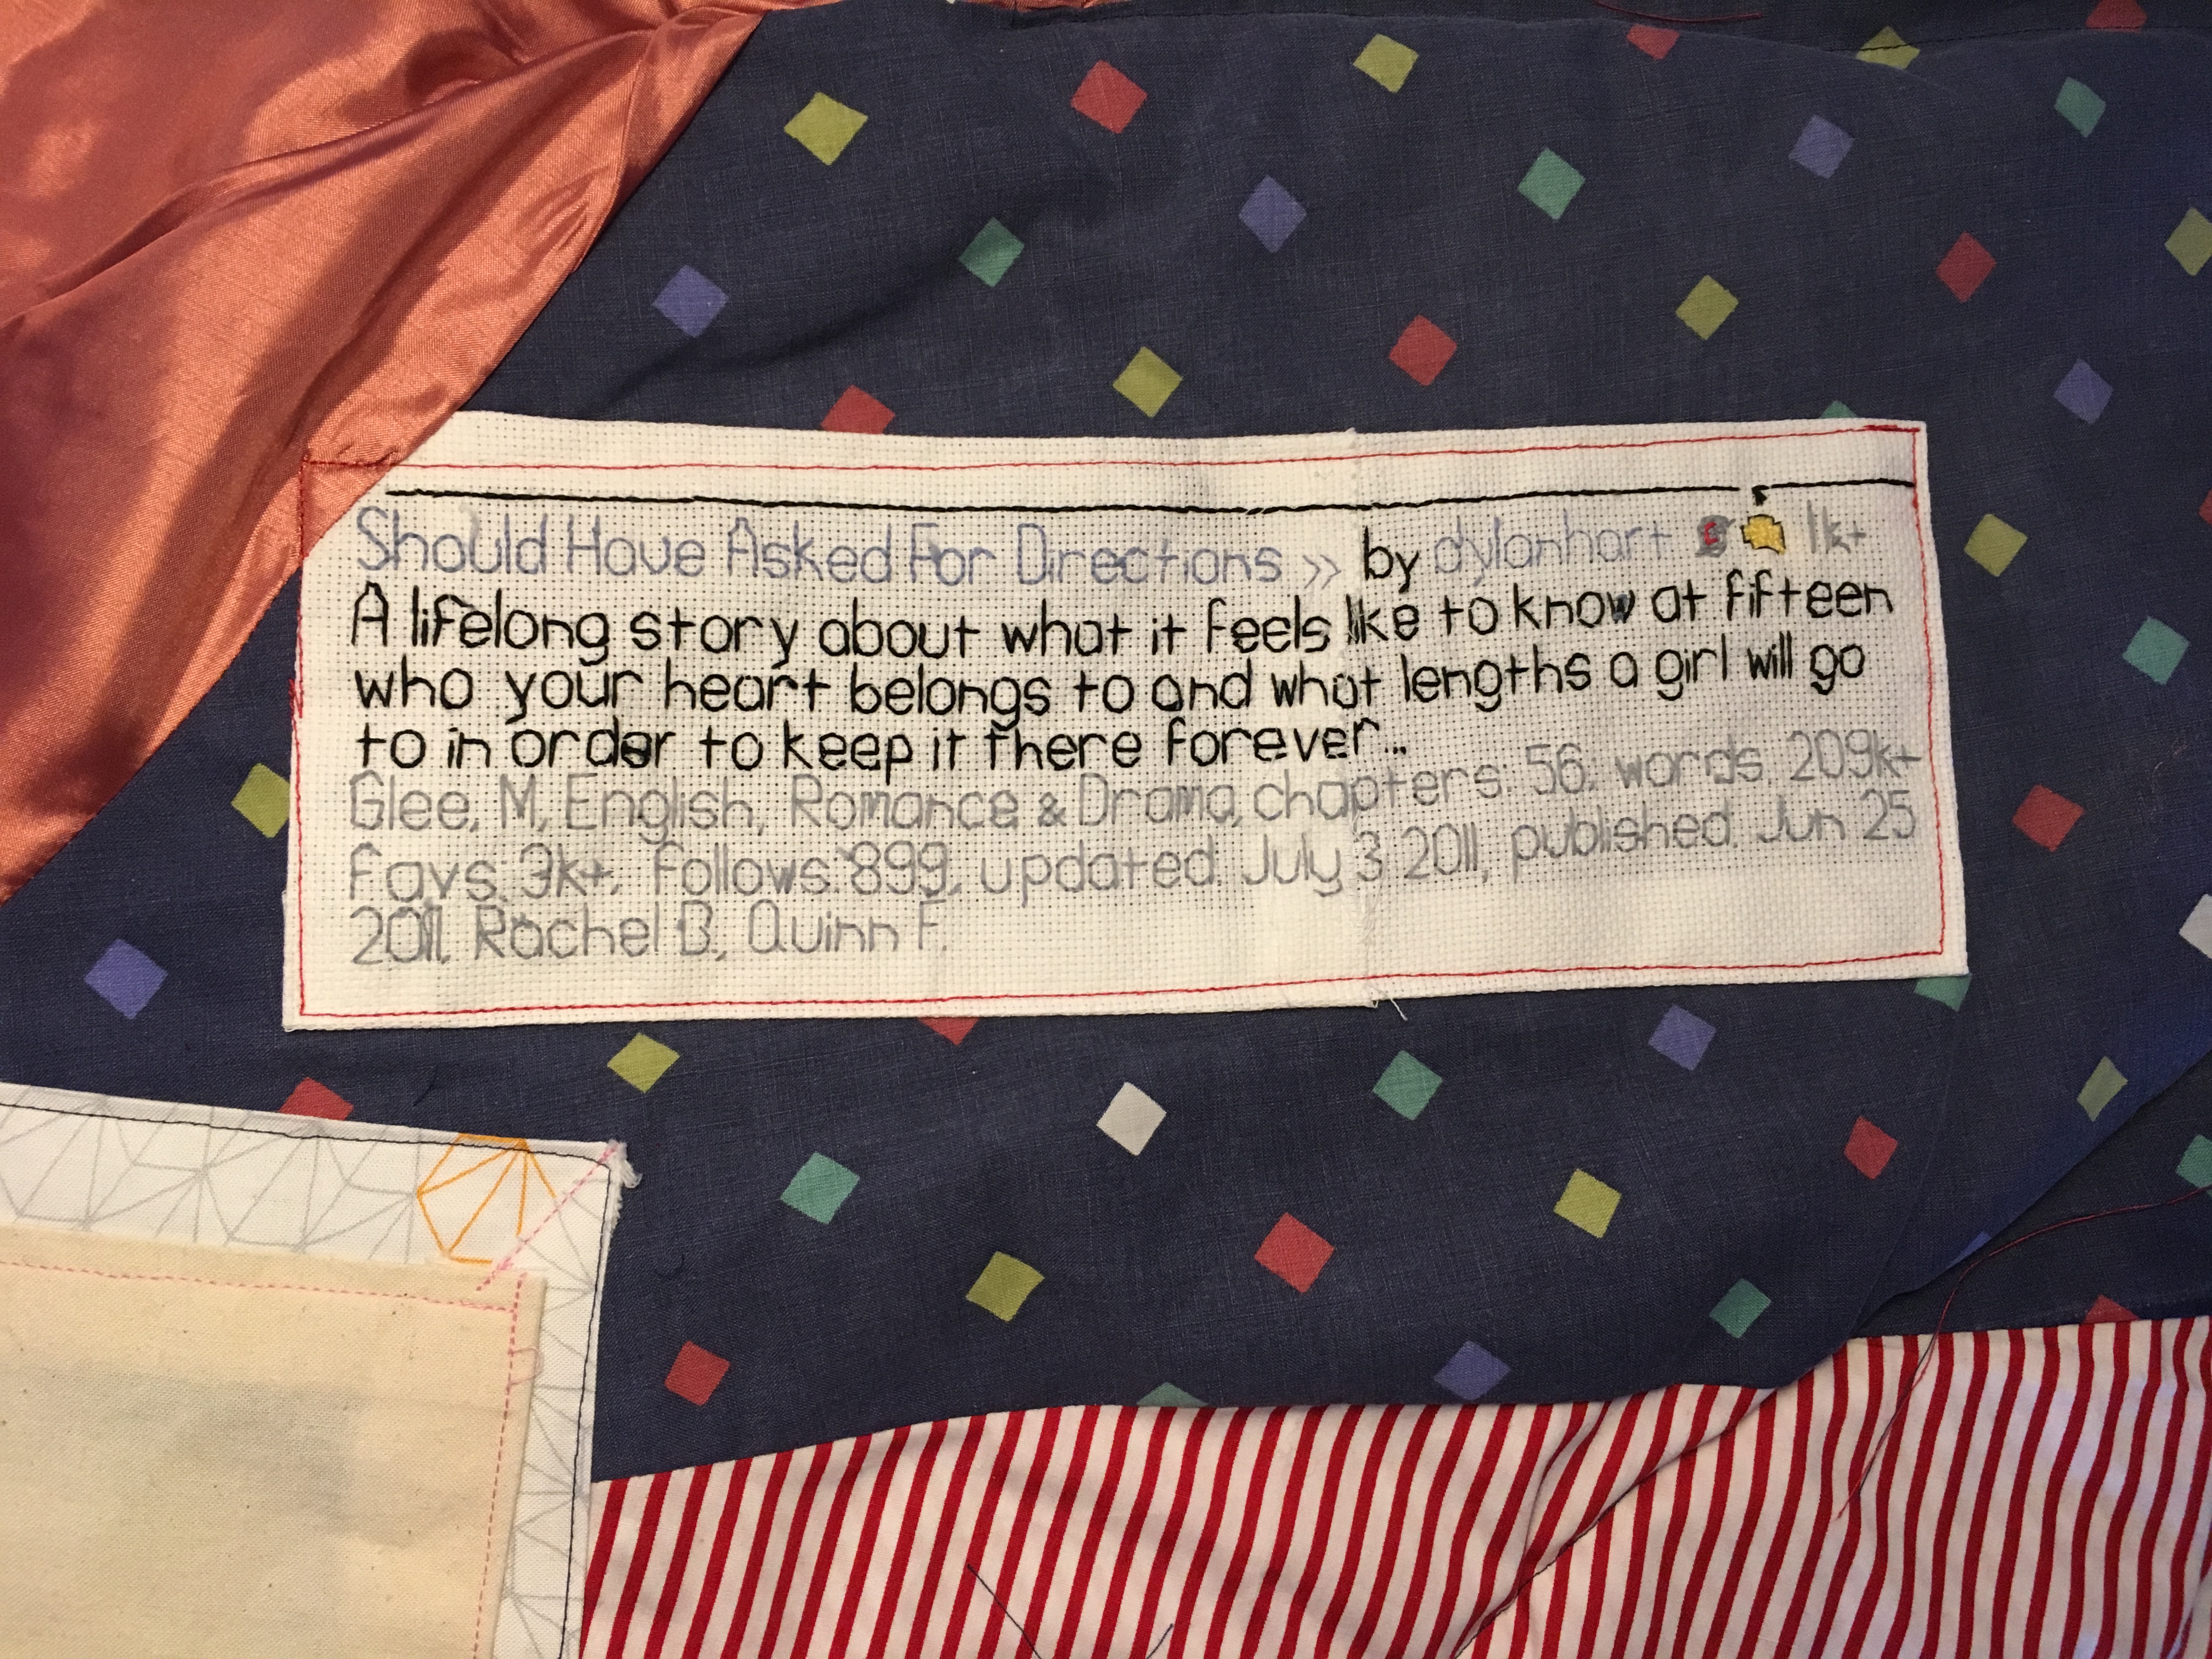 Should Have Asked For Directions >> by dylanhart 1k+
A lifelong story about what it feels like to know at fifteen
who your heart belongs to and what lengths a girl will go
to in order to keep it there forever...
Glee, M, English, Romance & Drama, chapters: 56, words: 209k+
favs: 3k+, follows: 899, updated: July 3 2011, published: Jun 25
2011, Rachel B., Quinn F.